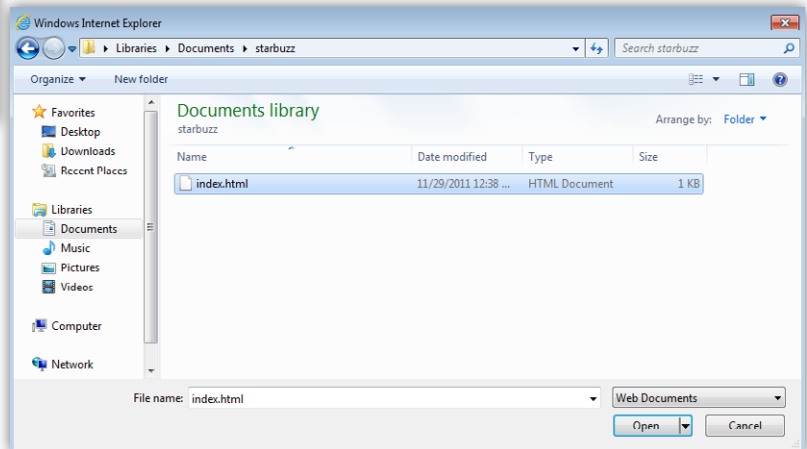 Windows Internet Explorer
Libraries Documents starbuzz
Search starbuzz
Organize New folder
Favorites
Desktop
Downloads
Recent Places
Libraries
Documents
Music
Pictures
Videos
Computer
Network
Documents library
starbuzz
Arrange by: Folder
Name Date modified Type Size
index.html 11/29/2011 12:38 ... HTML Document 1 KB
File name: index.html
Web Documents
Open Cancel